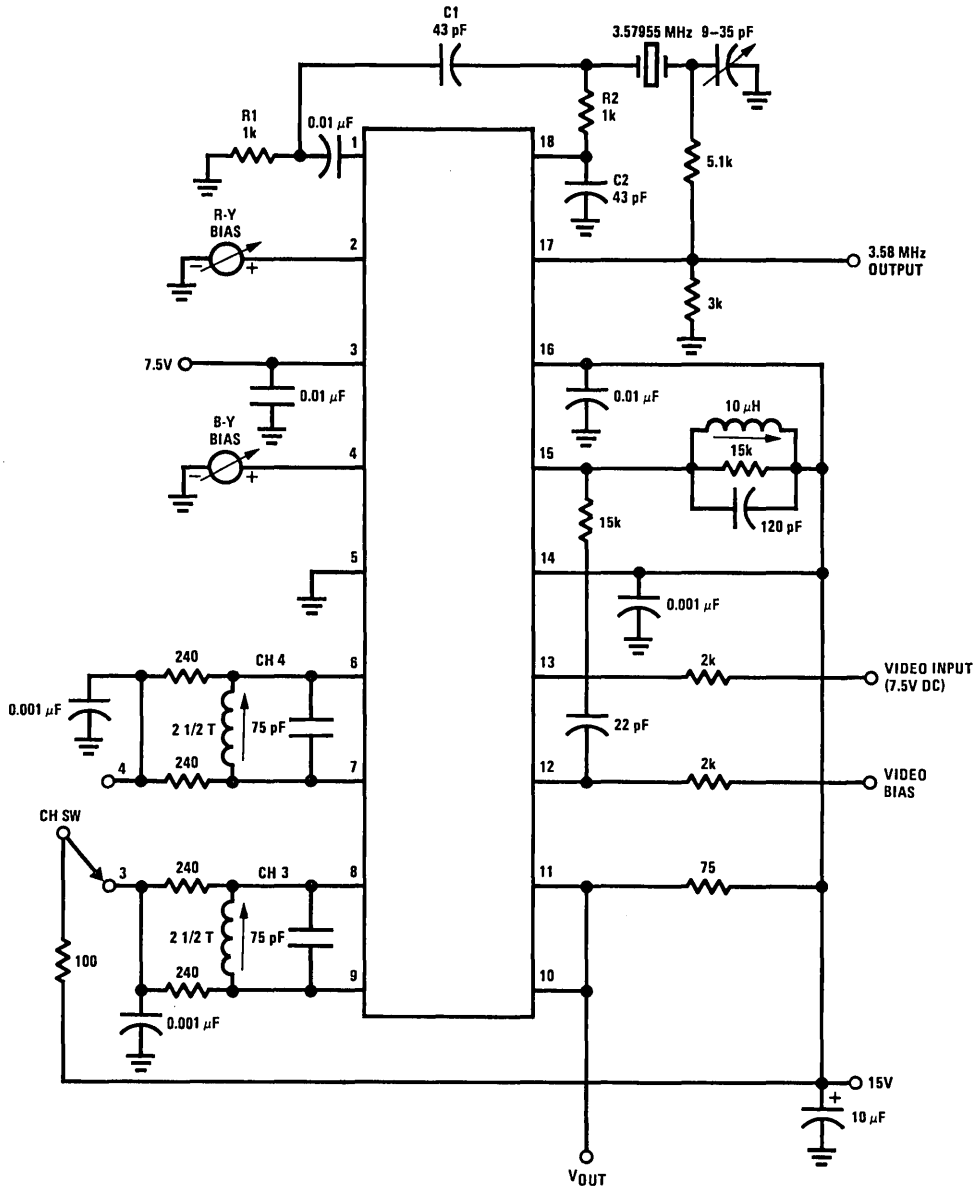 C1
43 pF
3.57955 MHz
9–35 pF
R1
1k
0.01 µF
R2
1k
1
18
5.1k
C2
43 pF
R-Y
BIAS
– +
2
17
3.58 MHz
OUTPUT
3k
7.5V
3
16
0.01 µF
0.01 µF
10 µH
B-Y
BIAS
– +
4
15
15k
120 pF
15k
5
14
0.001 µF
240
CH 4
6
13
2k
VIDEO INPUT
(7.5V DC)
0.001 µF
2 1/2 T
75 pF
22 pF
4
240
7
12
2k
VIDEO
BIAS
CH SW
3
240
CH 3
8
11
75
2 1/2 T
75 pF
100
240
9
10
0.001 µF
15V
+
10 µF
VOUT